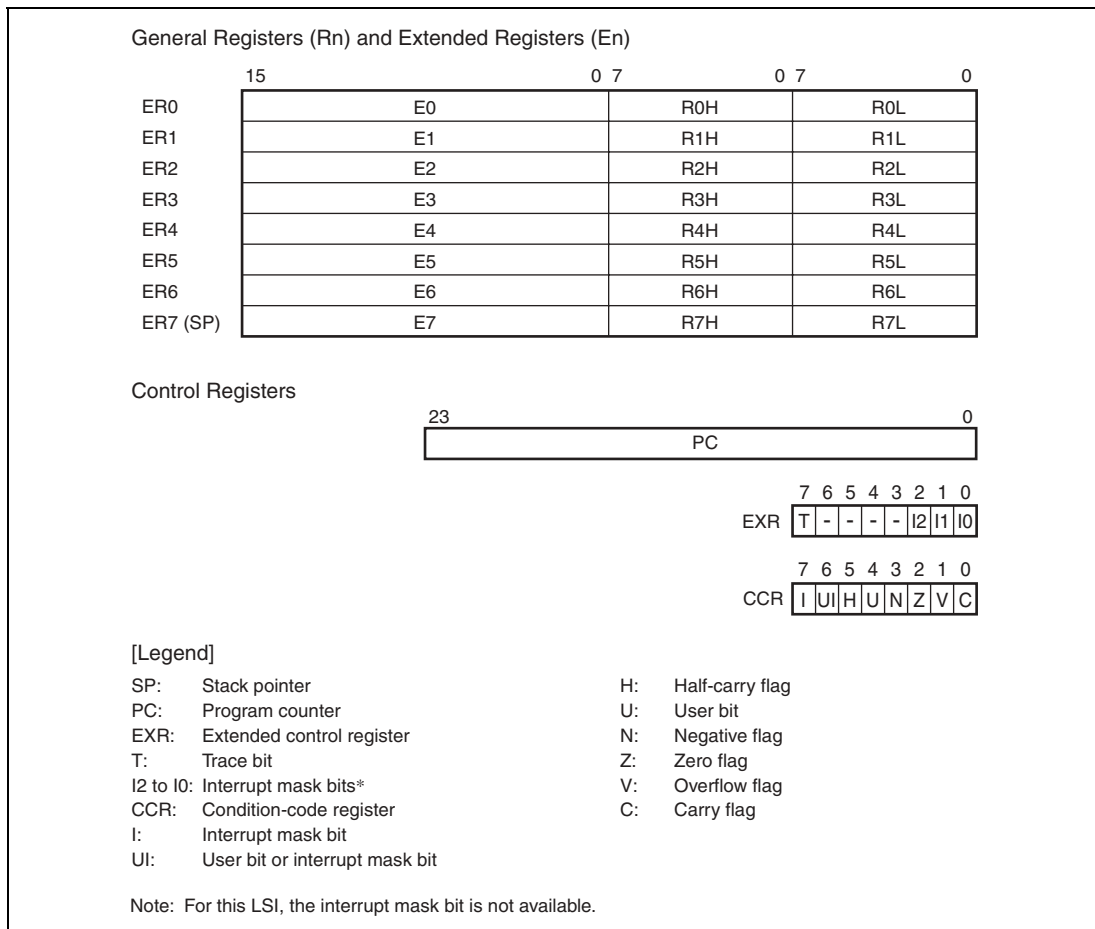 General Registers (Rn) and Extended Registers (En)
15 0 7 0 7 0
ER0 E0 R0H R0L
ER1 E1 R1H R1L
ER2 E2 R2H R2L
ER3 E3 R3H R3L
ER4 E4 R4H R4L
ER5 E5 R5H R5L
ER6 E6 R6H R6L
ER7 (SP) E7 R7H R7L
Control Registers
23 0
PC
7 6 5 4 3 2 1 0
EXR T - - - - I2 I1 I0
7 6 5 4 3 2 1 0
CCR I UI H U N Z V C
[Legend]
SP: Stack pointer
PC: Program counter
EXR: Extended control register
T: Trace bit
I2 to I0: Interrupt mask bits*
CCR: Condition-code register
I: Interrupt mask bit
UI: User bit or interrupt mask bit
H: Half-carry flag
U: User bit
N: Negative flag
Z: Zero flag
V: Overflow flag
C: Carry flag
Note: For this LSI, the interrupt mask bit is not available.